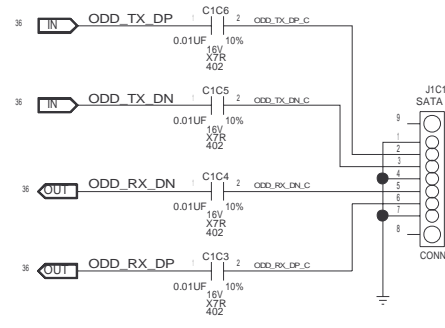 36 IN ODD_TX_DP 1 C1C6 2 ODD_TX_DP_C
0.01UF 10%
16V
X7R
402
36 IN ODD_TX_DN 1 C1C5 2 ODD_TX_DN_C
0.01UF 10%
16V
X7R
402
36 OUT ODD_RX_DN 1 C1C4 2 ODD_RX_DN_C
0.01UF 10%
16V
X7R
402
36 OUT ODD_RX_DP 1 C1C3 2 ODD_RX_DP_C
0.01UF 10%
16V
X7R
402
J1C1
SATA
9
1
2
3
4
5
6
7
8
CONN